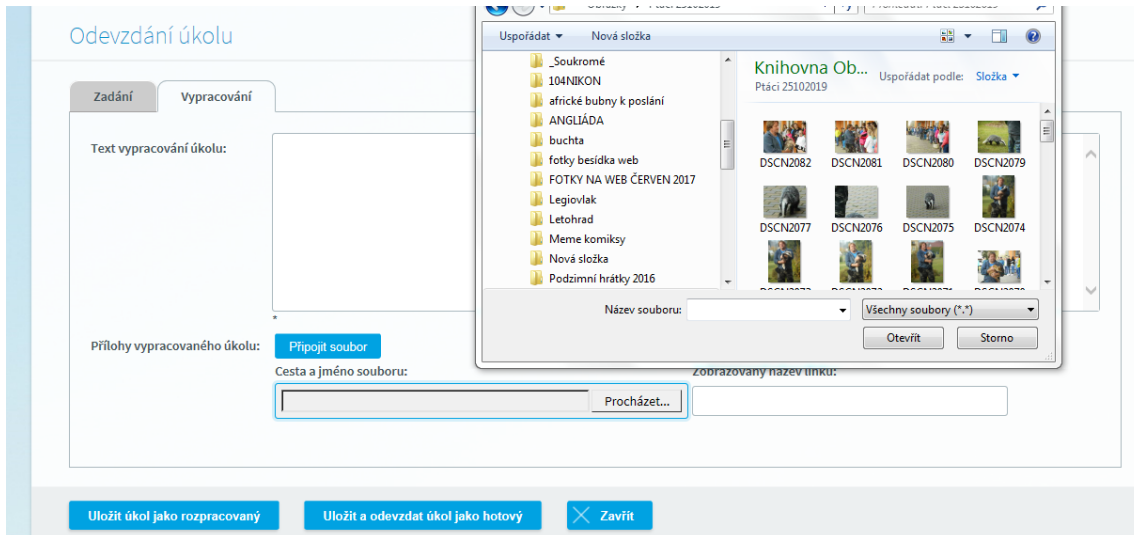 Odevzdání úkolu
Zadání
Vypracování
Text vypracování úkolu:
*
Přílohy vypracovaného úkolu:
Připojit soubor
Cesta a jméno souboru:
Zobrazovaný název linku:
Procházet...
Uložit úkol jako rozpracovaný
Uložit a odevzdat úkol jako hotový
Zavřít
Obrázky
Ptáci 25102019
Uspořádat
Nová složka
_Soukromé
104NIKON
africké bubny k poslání
ANGLIÁDA
buchta
fotky besídka web
FOTKY NA WEB ČERVEN 2017
Legiovlak
Letohrad
Meme komiksy
Nová složka
Podzimní hrátky 2016
Knihovna Ob...
Ptáci 25102019
Uspořádat podle: Složka
DSCN2082 DSCN2081 DSCN2080 DSCN2079
DSCN2077 DSCN2076 DSCN2075 DSCN2074
Název souboru:
Všechny soubory (*.*)
Otevřít
Storno